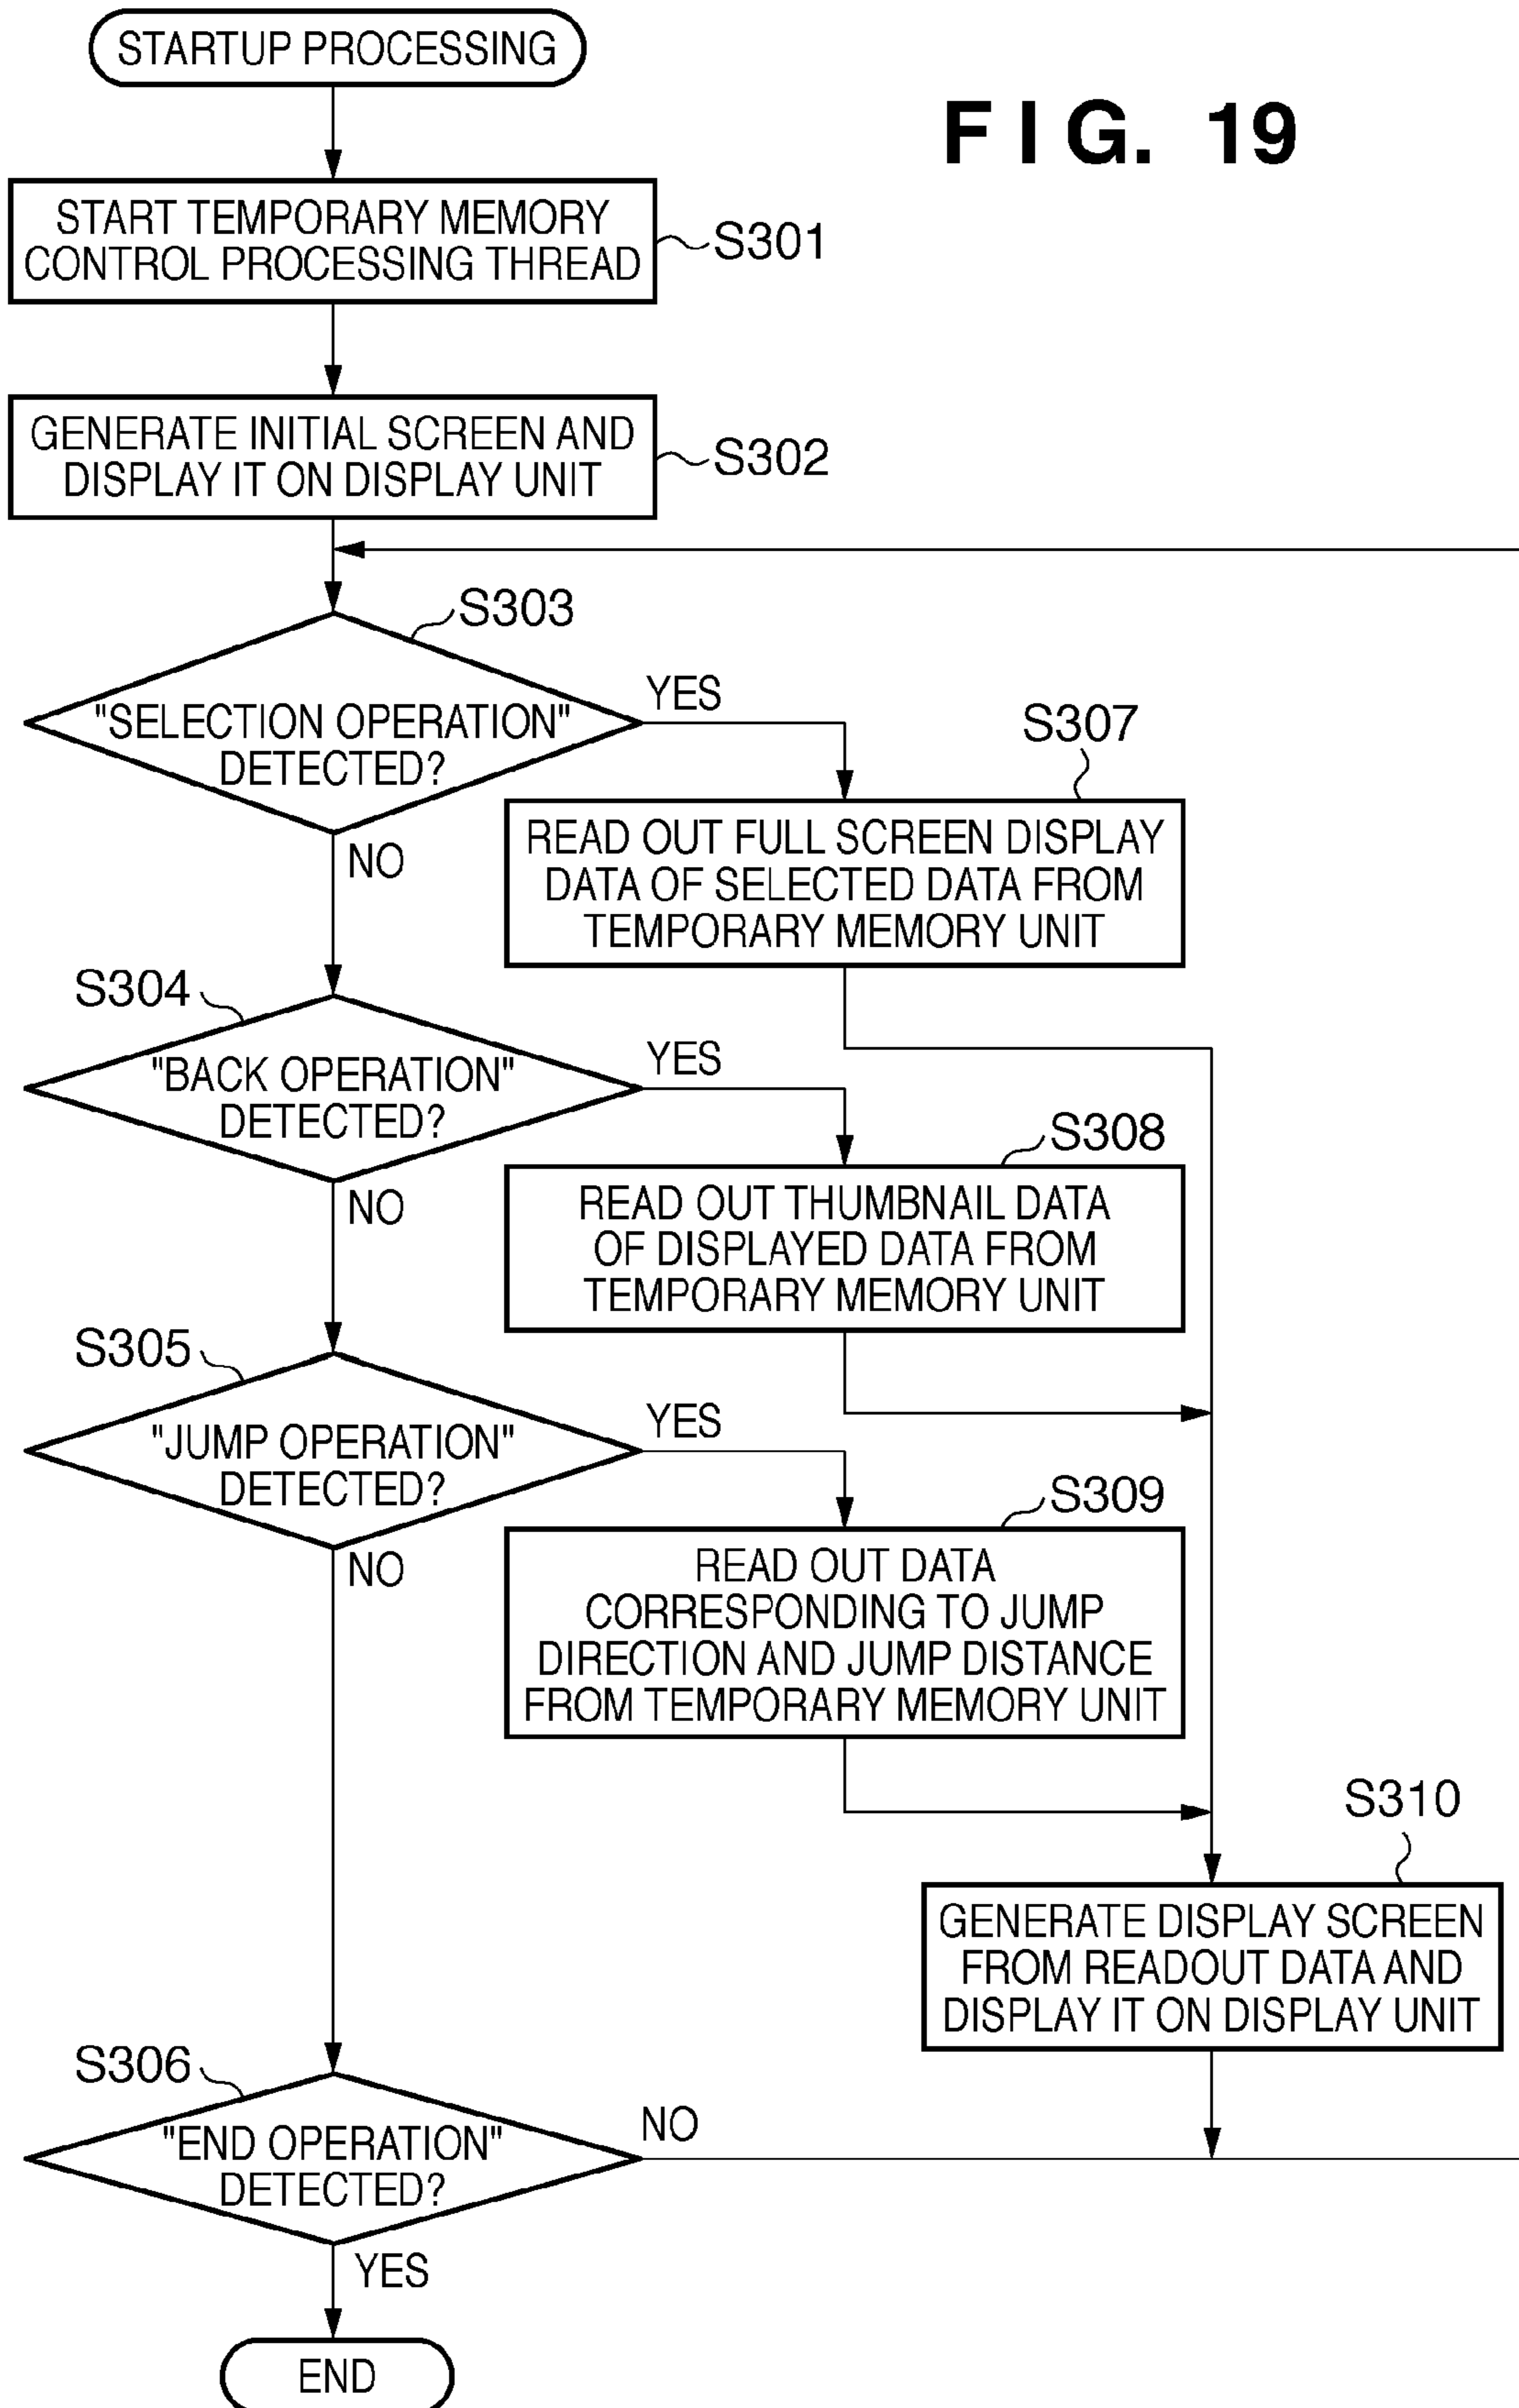 STARTUP PROCESSING
FIG. 19
START TEMPORARY MEMORY
CONTROL PROCESSING THREAD
S301
GENERATE INITIAL SCREEN AND
DISPLAY IT ON DISPLAY UNIT
S302
S303
"SELECTION OPERATION"
DETECTED?
YES
NO
S307
READ OUT FULL SCREEN DISPLAY
DATA OF SELECTED DATA FROM
TEMPORARY MEMORY UNIT
S304
"BACK OPERATION"
DETECTED?
YES
NO
S308
READ OUT THUMBNAIL DATA
OF DISPLAYED DATA FROM
TEMPORARY MEMORY UNIT
S305
"JUMP OPERATION"
DETECTED?
YES
NO
S309
READ OUT DATA
CORRESPONDING TO JUMP
DIRECTION AND JUMP DISTANCE
FROM TEMPORARY MEMORY UNIT
S310
GENERATE DISPLAY SCREEN
FROM READOUT DATA AND
DISPLAY IT ON DISPLAY UNIT
S306
"END OPERATION"
DETECTED?
NO
YES
END